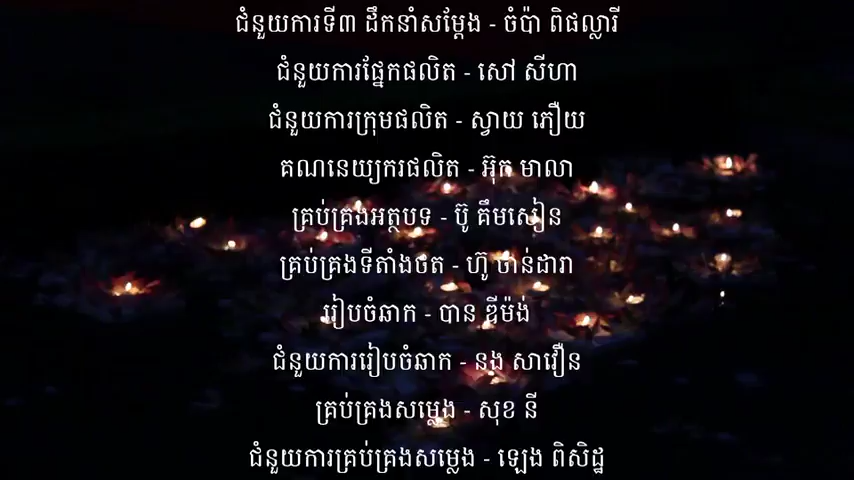 ជំនួយការទី៣ ដឹកនាំសម្តែង - ចំប៉ា ពិផល្លារី
ជំនួយការផ្នែកផលិត - សៅ សីហា
ជំនួយការក្រុមផលិត - ស្វាយ ភឿយ
គណនេយ្យករផលិត - អ៊ុក មាលា
គ្រប់គ្រងអត្ថបទ - ប៊ូ គឹមសៀន
គ្រប់គ្រងទីតាំងថត - ហ៊ូ ចាន់ដារា
រៀបចំឆាក - បាន ឌីម៉ង់
ជំនួយការរៀបចំឆាក - នង សាវឿន
គ្រប់គ្រងសម្លេង - សុខ នី
ជំនួយការគ្រប់គ្រងសម្លេង - ឡេង ពិសិដ្ឋ